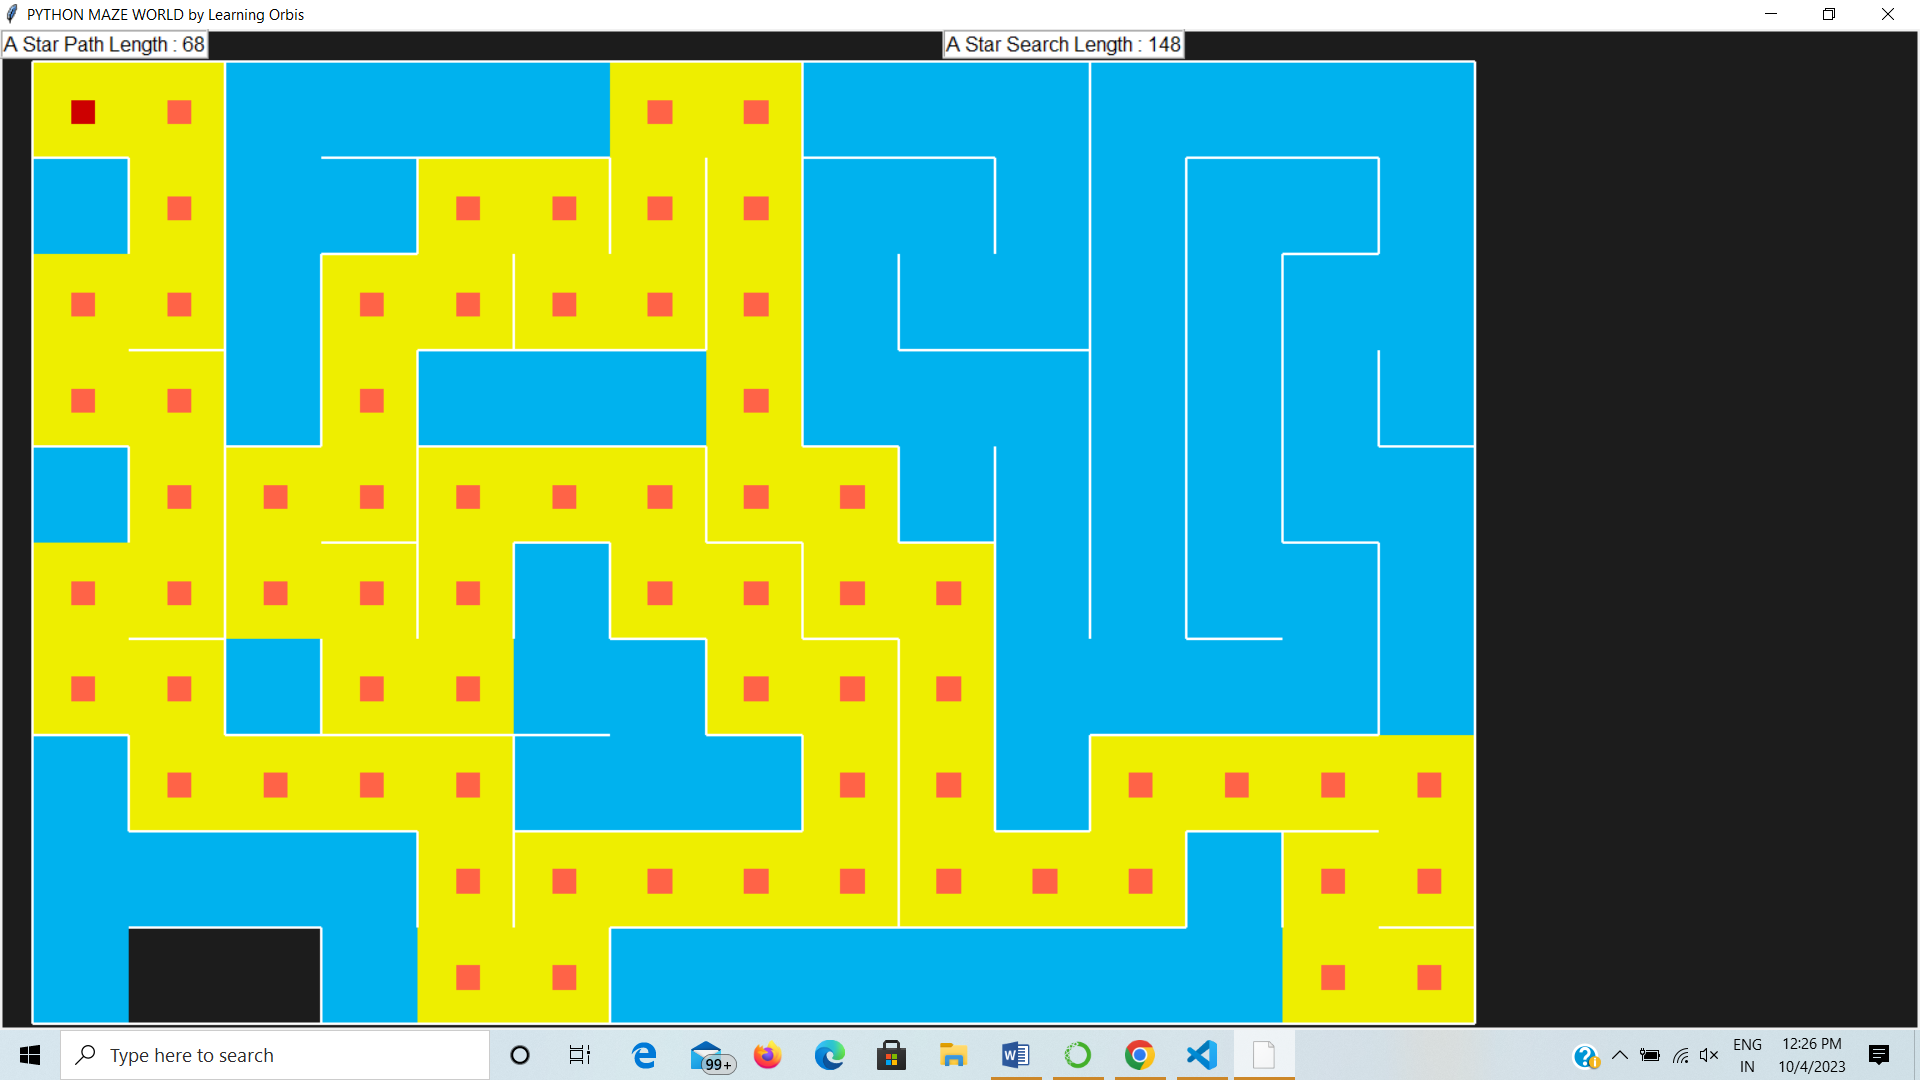 PYTHON MAZE WORLD by Learning Orbis
A Star Path Length : 68
A Star Search Length : 148
Type here to search
99+
ENG
IN
12:26 PM
10/4/2023